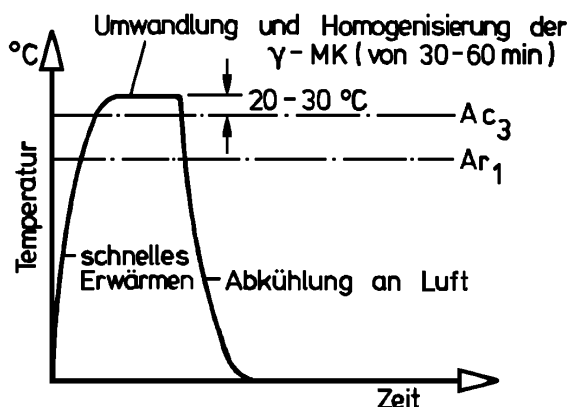 Umwandlung und Homogenisierung der
γ-MK (von 30-60 min)
°C
20-30 °C
Ac3
Ar1
Temperatur
schnelles
Erwärmen
Abkühlung an Luft
Zeit